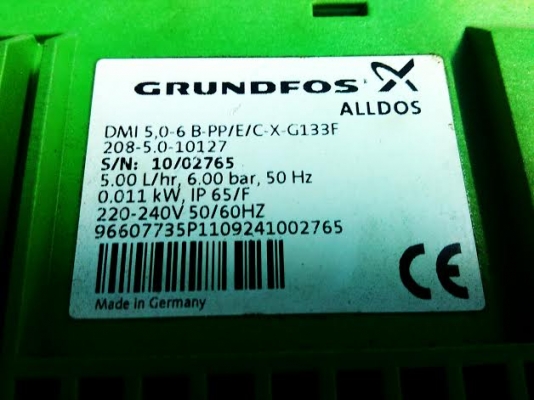 GRUNDFOS
ALLDOS
DMI 5,0-6 B-PP/E/C-X-G133F
208-5.0-10127
S/N: 10/02765
5.00 L/hr, 6,00 bar, 50 Hz
0.011 kW, IP 65/F
220-240V 50/60HZ
96607735P1109241002765
Made in Germany
CE